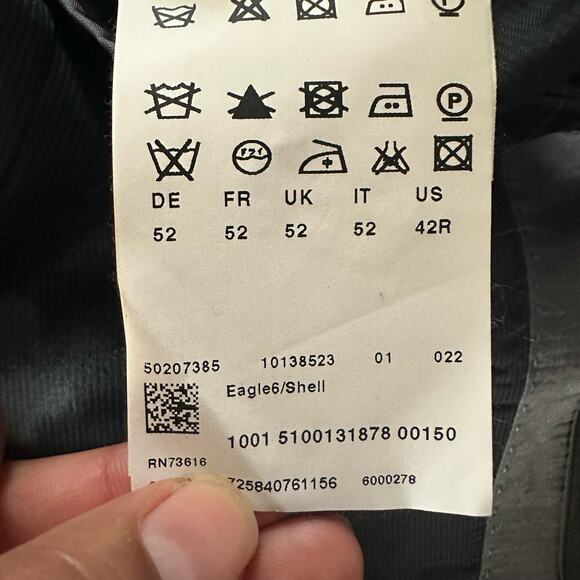 DE FR UK IT US
52 52 52 52 42R
50207385 10138523 01 022
Eagle6/Shell
1001 5100131878 00150
RN73616
725840761156 6000278